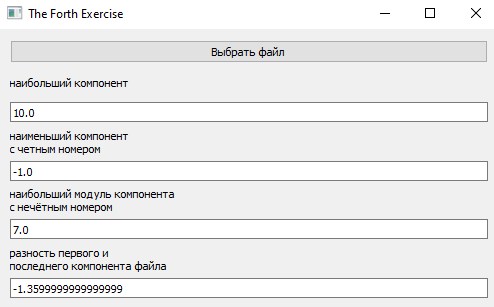 The Forth Exercise
Выбрать файл
наибольший компонент
10.0
наименьший компонент
с четным номером
-1.0
наибольший модуль компонента
с нечётным номером
7.0
разность первого и
последнего компонента файла
-1.3599999999999999